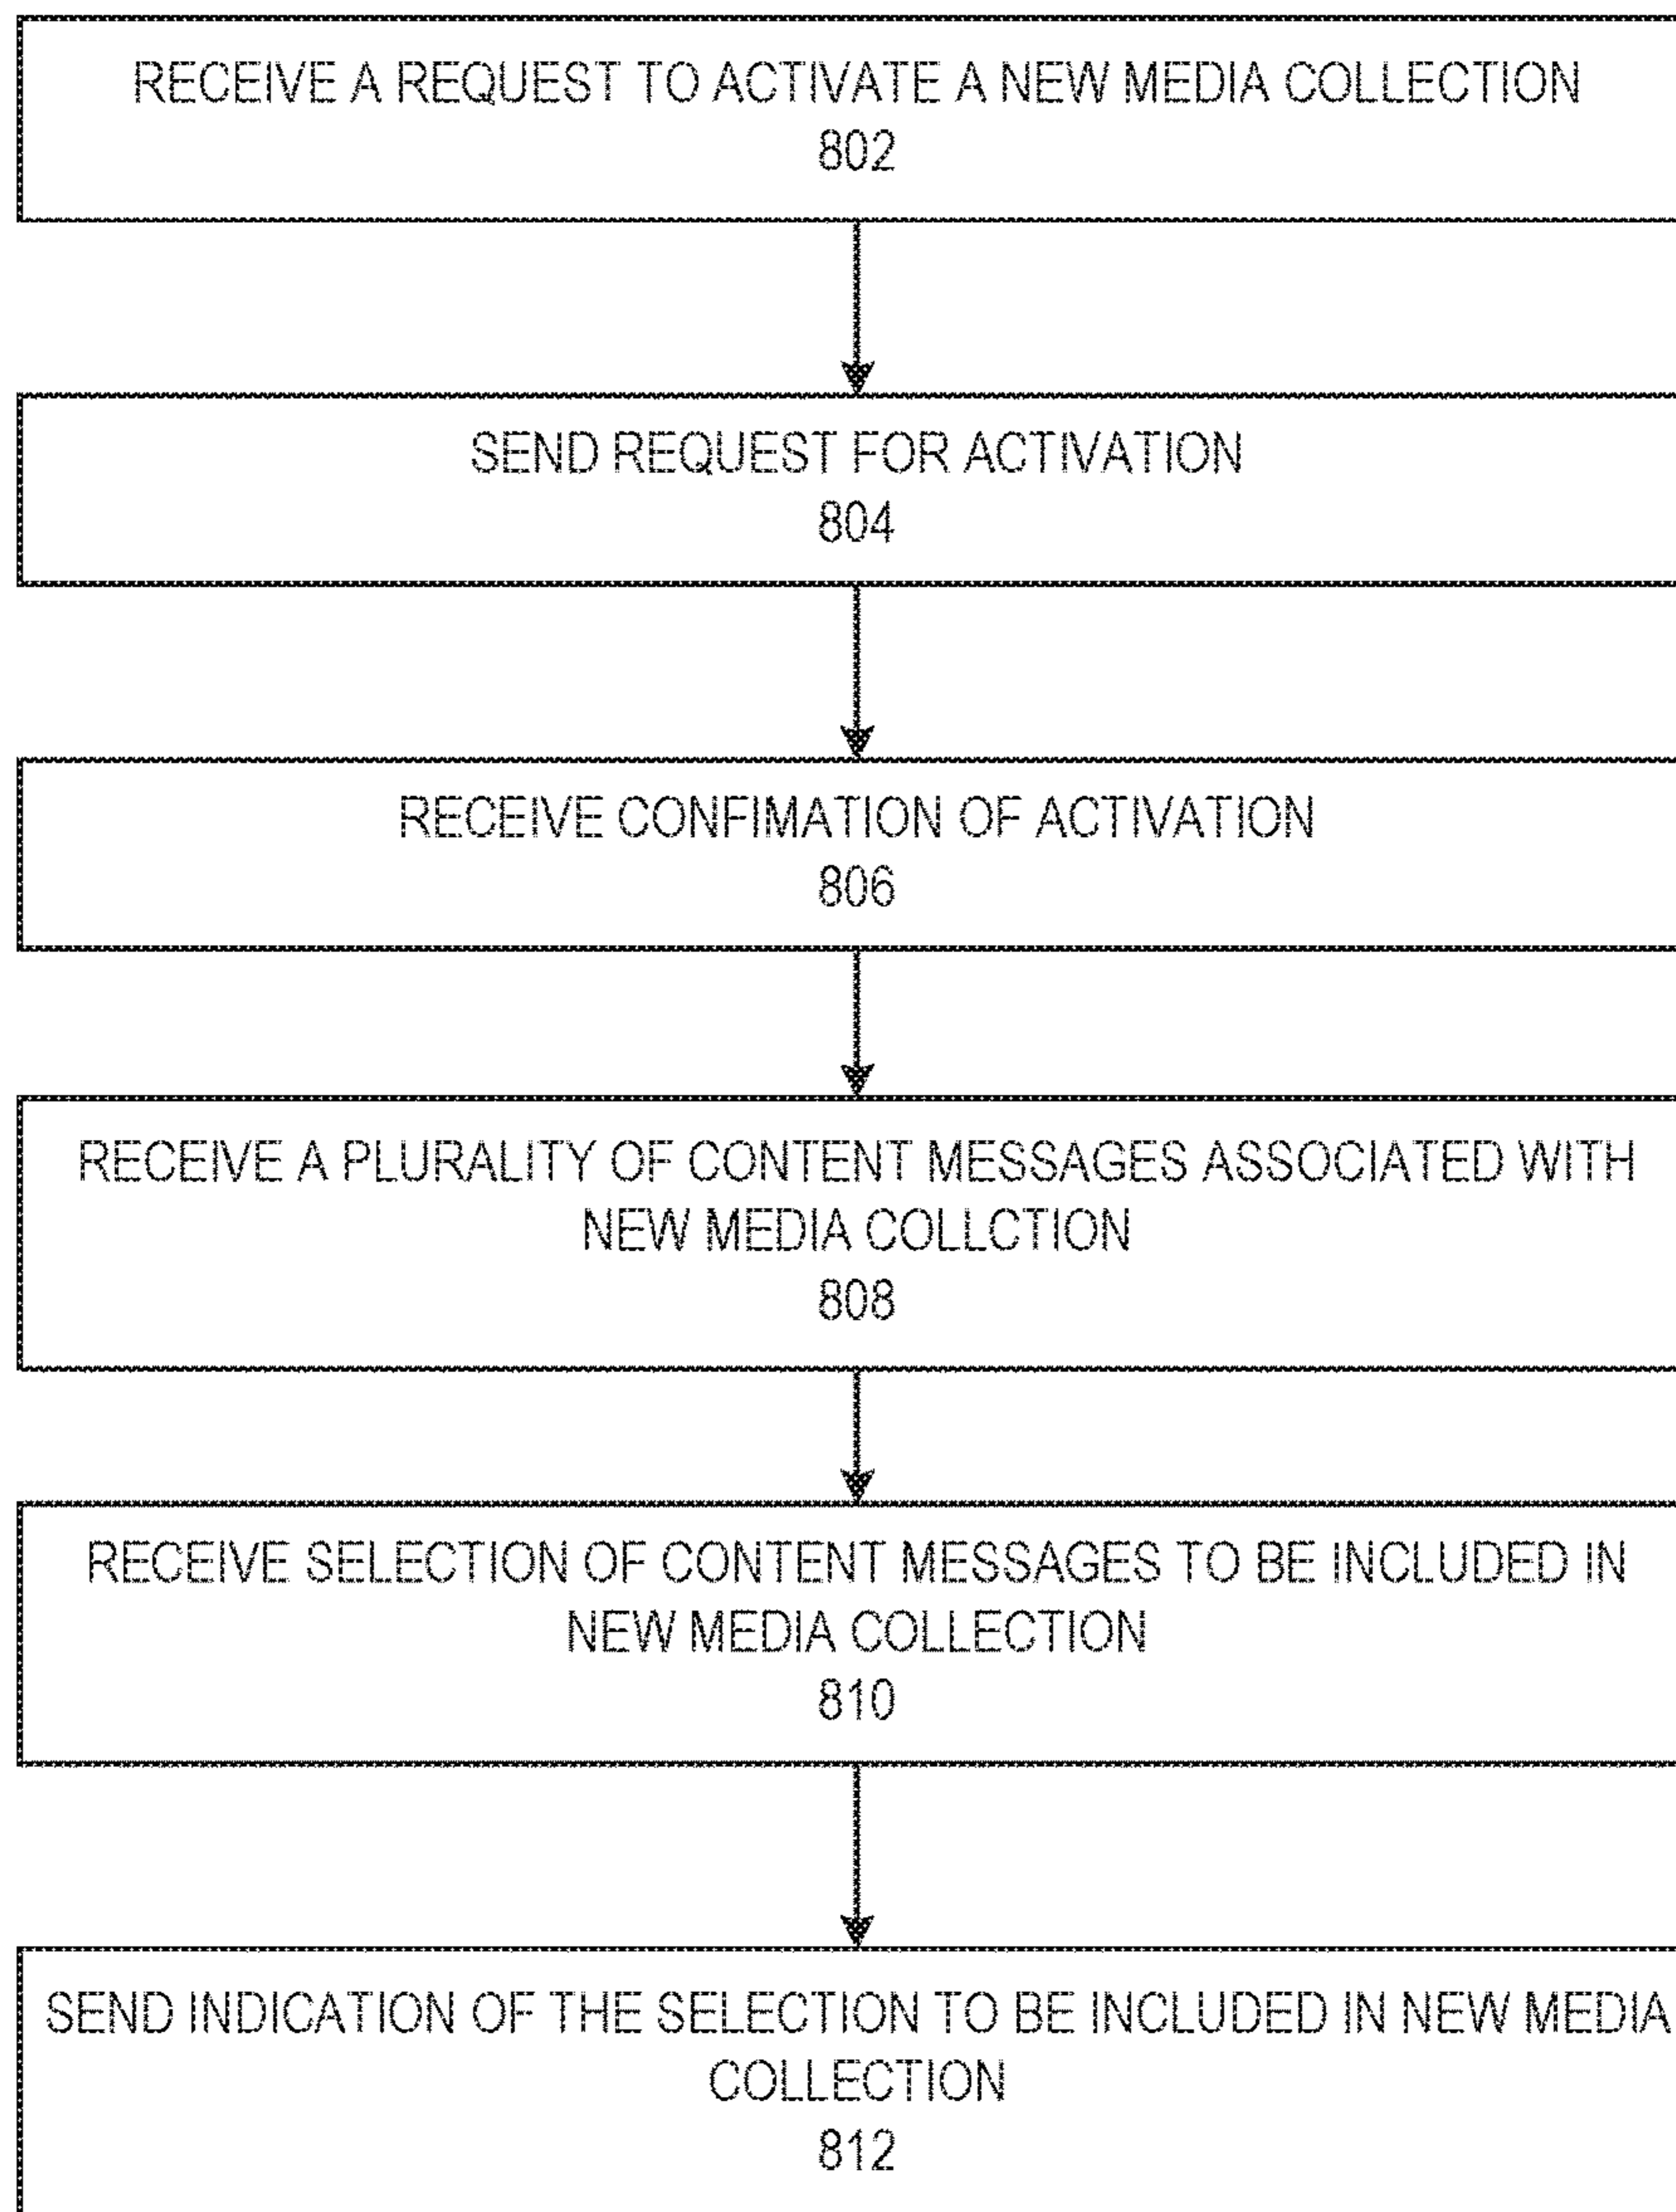 RECEIVE A REQUEST TO ACTIVATE A NEW MEDIA COLLECTION
802
SEND REQUEST FOR ACTIVATION
804
RECEIVE CONFIMATION OF ACTIVATION
806
RECEIVE A PLURALITY OF CONTENT MESSAGES ASSOCIATED WITH
NEW MEDIA COLLCTION
808
RECEIVE SELECTION OF CONTENT MESSAGES TO BE INCLUDED IN
NEW MEDIA COLLECTION
810
SEND INDICATION OF THE SELECTION TO BE INCLUDED IN NEW MEDIA
COLLECTION
812